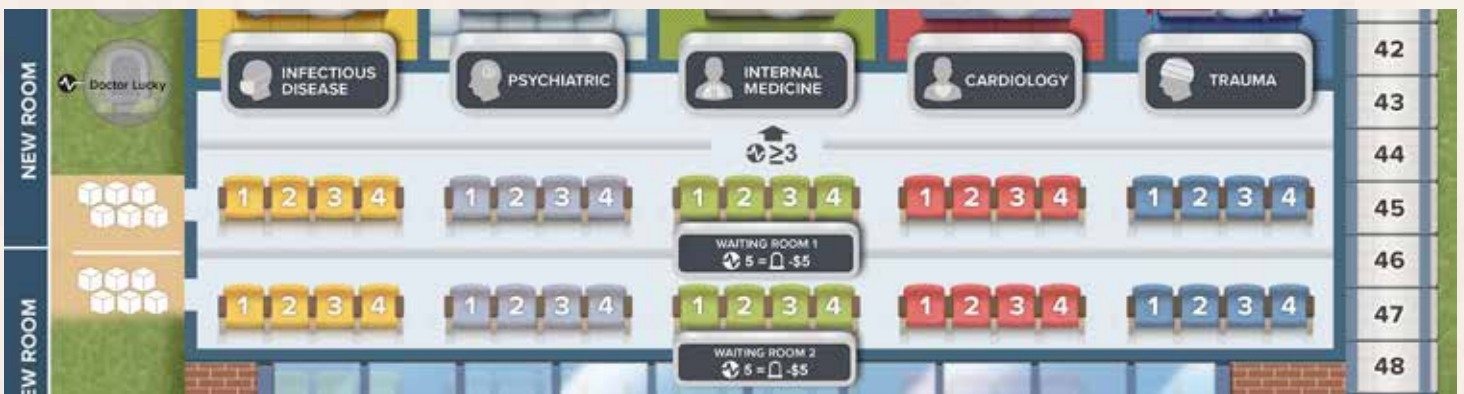 NEW ROOM
NEW ROOM
Doctor Lucky
INFECTIOUS
DISEASE
PSYCHIATRIC
INTERNAL
MEDICINE
CARDIOLOGY
TRAUMA
≥3
1 2 3 4
1 2 3 4
1 2 3 4
1 2 3 4
1 2 3 4
WAITING ROOM 1
5 = -$5
1 2 3 4
1 2 3 4
1 2 3 4
1 2 3 4
1 2 3 4
WAITING ROOM 2
5 = -$5
42
43
44
45
46
47
48